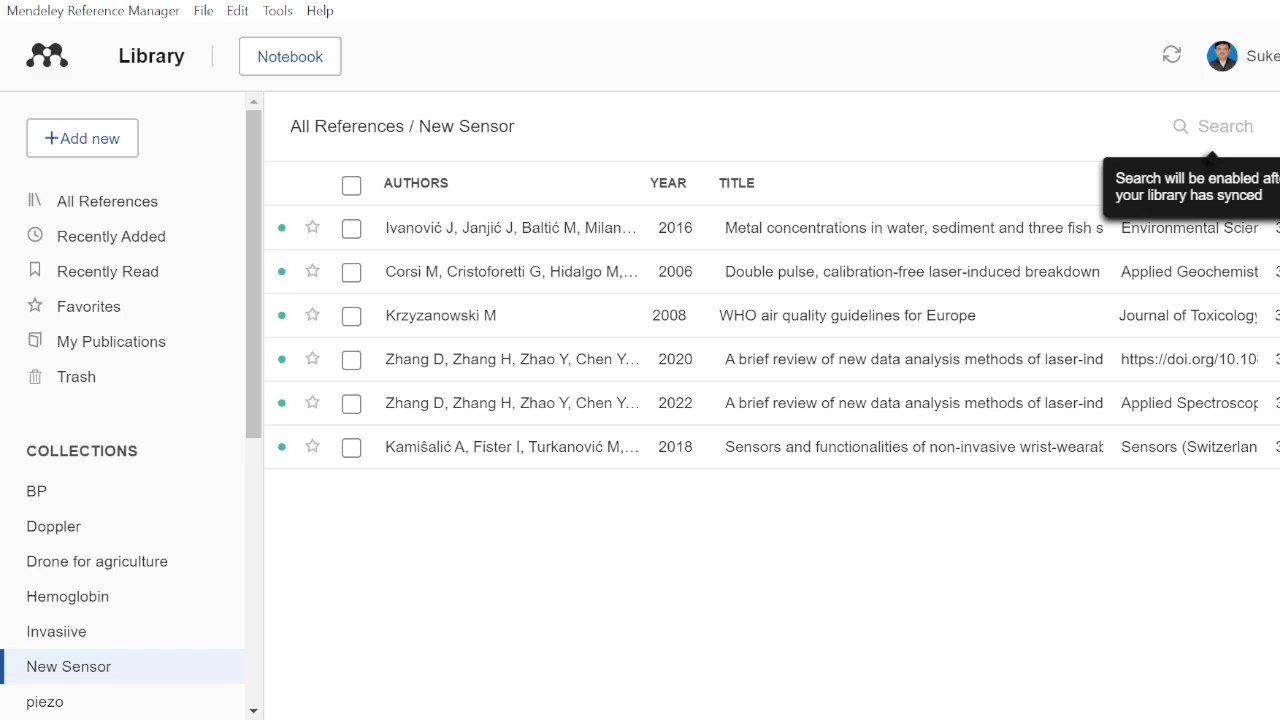 Mendeley Reference Manager File Edit Tools Help
Library Notebook Suke
+Add new
All References
Recently Added
Recently Read
Favorites
My Publications
Trash
COLLECTIONS
BP
Doppler
Drone for agriculture
Hemoglobin
Invasiive
New Sensor
piezo
All References / New Sensor
Search
Search will be enabled afte
your library has synced
AUTHORS YEAR TITLE
Ivanović J, Janjić J, Baltić M, Milan... 2016 Metal concentrations in water, sediment and three fish s Environmental Scien
Corsi M, Cristoforetti G, Hidalgo M,... 2006 Double pulse, calibration-free laser-induced breakdown Applied Geochemist
Krzyzanowski M 2008 WHO air quality guidelines for Europe Journal of Toxicology
Zhang D, Zhang H, Zhao Y, Chen Y... 2020 A brief review of new data analysis methods of laser-ind https://doi.org/10.10
Zhang D, Zhang H, Zhao Y, Chen Y... 2022 A brief review of new data analysis methods of laser-ind Applied Spectroscop
Kamišalić A, Fister I, Turkanović M,... 2018 Sensors and functionalities of non-invasive wrist-wearab Sensors (Switzerlan